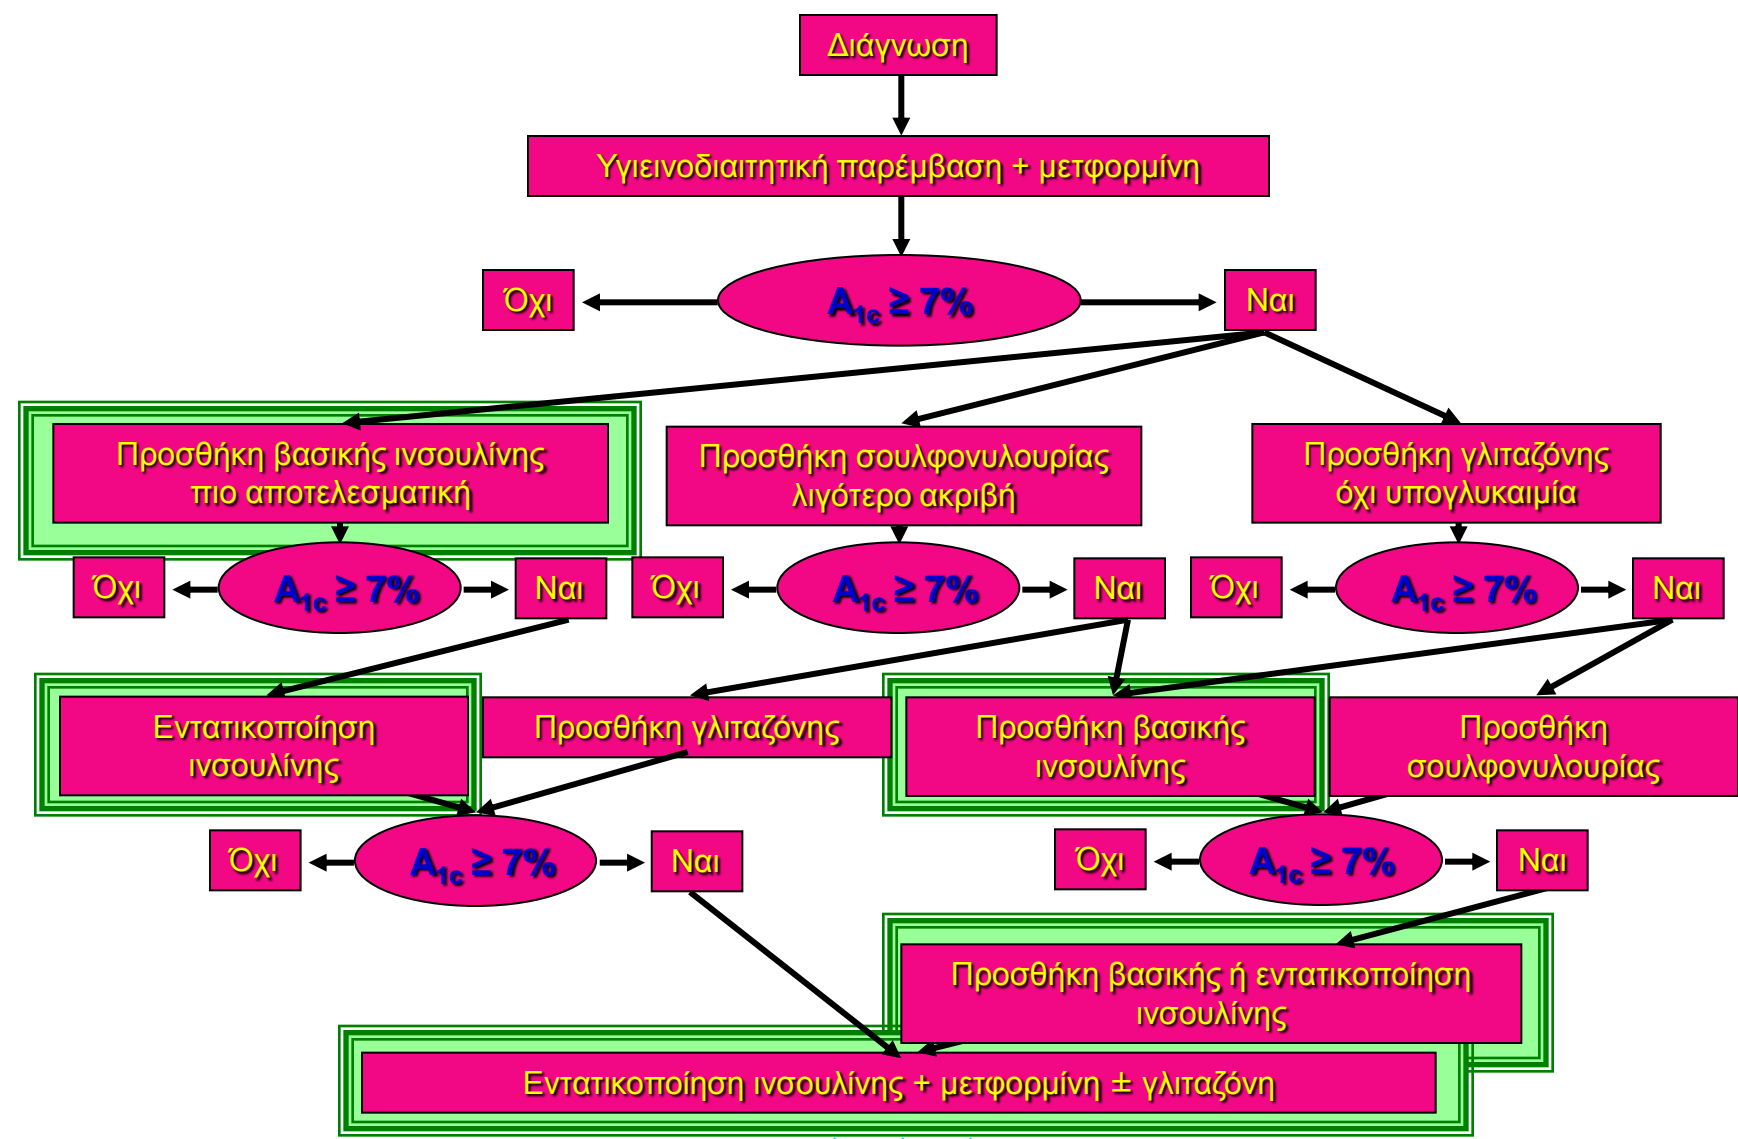 Διάγνωση
Υγιεινοδιαιτητική παρέμβαση + μετφορμίνη
Όχι
A1c ≥ 7%
Ναι
Προσθήκη βασικής ινσουλίνης
πιο αποτελεσματική
Προσθήκη σουλφονυλουρίας
λιγότερο ακριβή
Προσθήκη γλιταζόνης
όχι υπογλυκαιμία
Όχι
A1c ≥ 7%
Ναι
Όχι
A1c ≥ 7%
Ναι
Όχι
A1c ≥ 7%
Ναι
Εντατικοποίηση
ινσουλίνης
Προσθήκη γλιταζόνης
Προσθήκη βασικής
ινσουλίνης
Προσθήκη
σουλφονυλουρίας
Όχι
A1c ≥ 7%
Ναι
Όχι
A1c ≥ 7%
Ναι
Προσθήκη βασικής ή εντατικοποίηση
ινσουλίνης
Εντατικοποίηση ινσουλίνης + μετφορμίνη ± γλιταζόνη